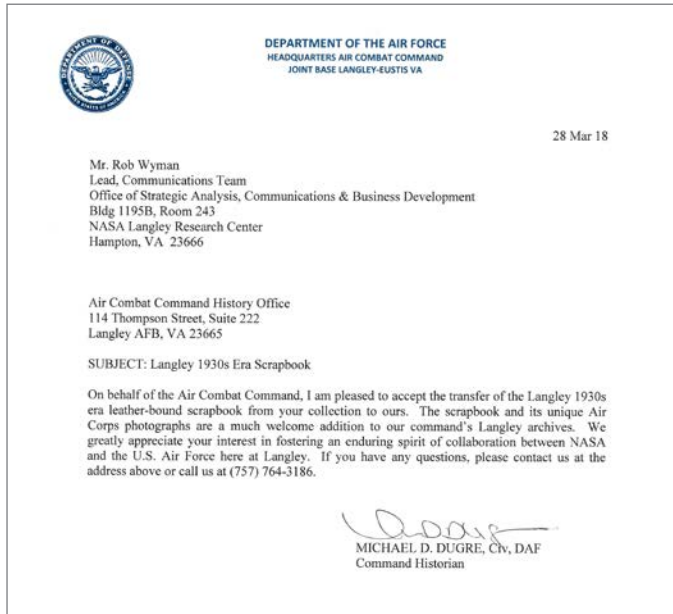 DEPARTMENT OF THE AIR FORCE
HEADQUARTERS AIR COMBAT COMMAND
JOINT BASE LANGLEY-EUSTIS VA
DEPARTMENT OF DEFENSE
UNITED STATES OF AMERICA
28 Mar 18
Mr. Rob Wyman
Lead, Communications Team
Office of Strategic Analysis, Communications & Business Development
Bldg 1195B, Room 243
NASA Langley Research Center
Hampton, VA 23666
Air Combat Command History Office
114 Thompson Street, Suite 222
Langley AFB, VA 23665
SUBJECT: Langley 1930s Era Scrapbook
On behalf of the Air Combat Command, I am pleased to accept the transfer of the Langley 1930s
era leather-bound scrapbook from your collection to ours. The scrapbook and its unique Air
Corps photographs are a much welcome addition to our command's Langley archives. We
greatly appreciate your interest in fostering an enduring spirit of collaboration between NASA
and the U.S. Air Force here at Langley. If you have any questions, please contact us at the
address above or call us at (757) 764-3186.
MICHAEL D. DUGRE, Civ, DAF
Command Historian